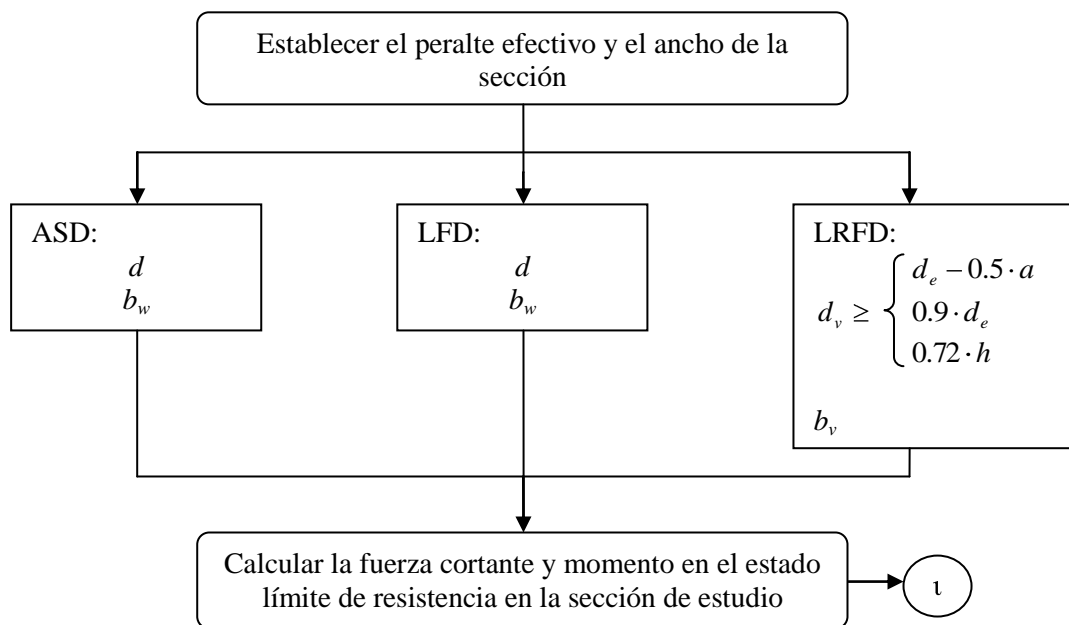 Establecer el peralte efectivo y el ancho de la
sección
ASD:
d
b_w
LFD:
d
b_w
LRFD:
d_v ≥ { d_e − 0.5 · a
0.9 · d_e
0.72 · h
b_v
Calcular la fuerza cortante y momento en el estado
límite de resistencia en la sección de estudio
ι